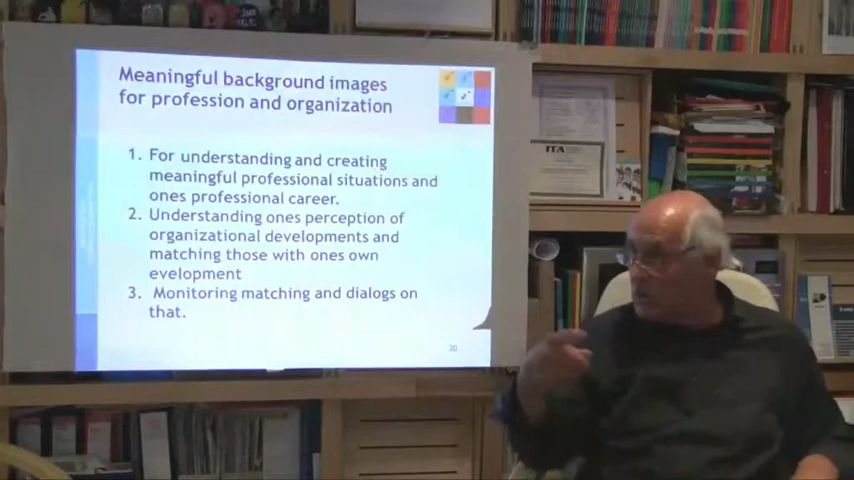 Meaningful background images
for profession and organization
1. For understanding and creating
meaningful professional situations and
ones professional career.
2. Understanding ones perception of
organizational developments and
matching those with ones own
evelopment
3. Monitoring matching and dialogs on
that.
20
ITA